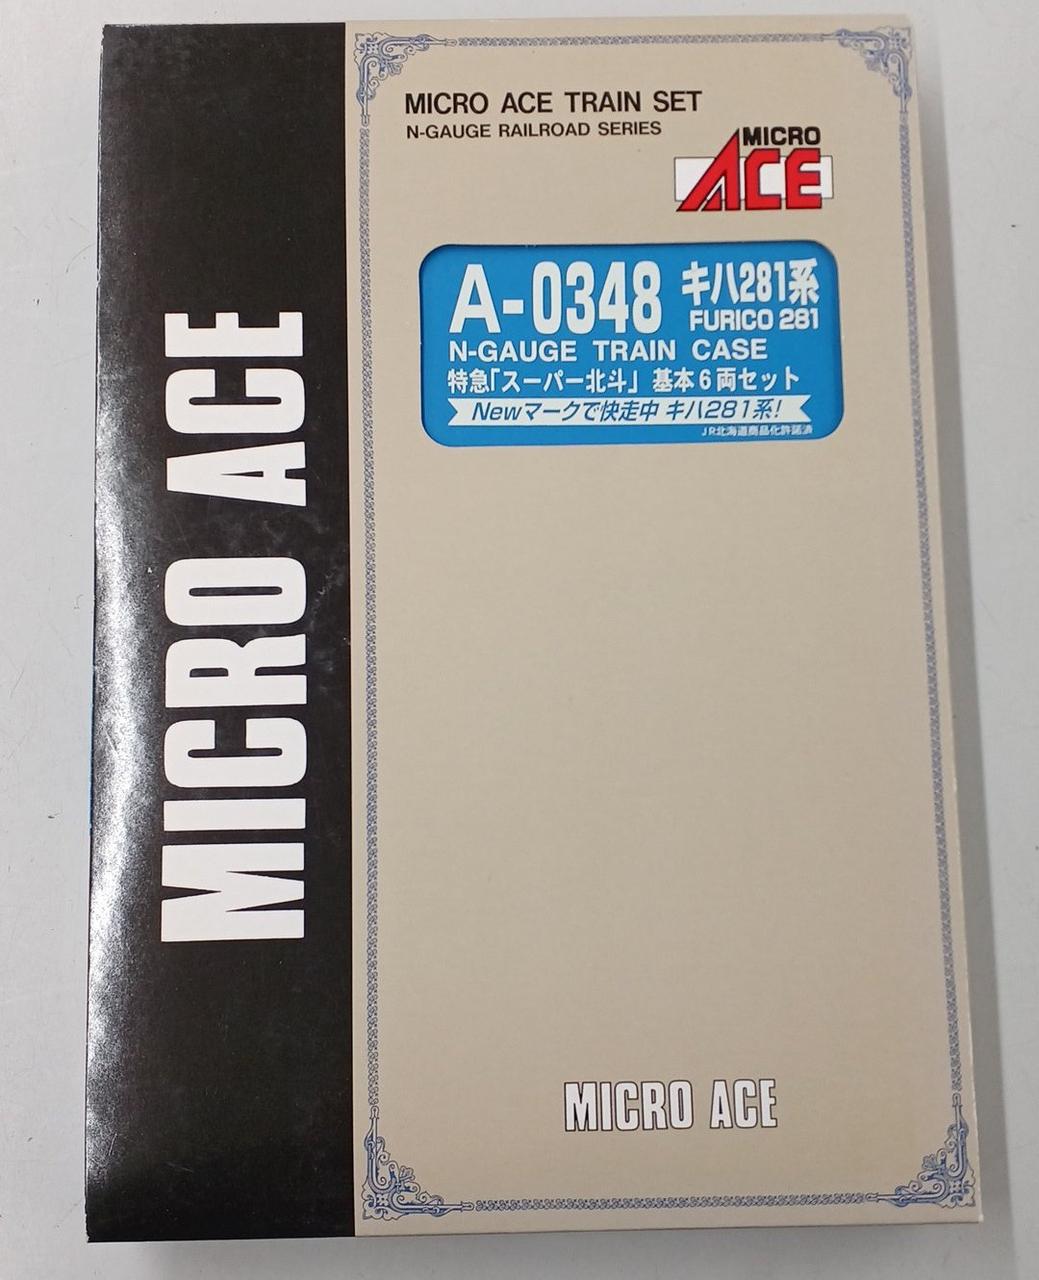 MICRO ACE
MICRO ACE TRAIN SET
N-GAUGE RAILROAD SERIES
MICRO
ACE
A-0348 キハ281系
FURICO 281
N-GAUGE TRAIN CASE
特急「スーパー北斗」 基本6両セット
Newマークで快走中 キハ281系!
JR北海道商品化許諾済
MICRO ACE